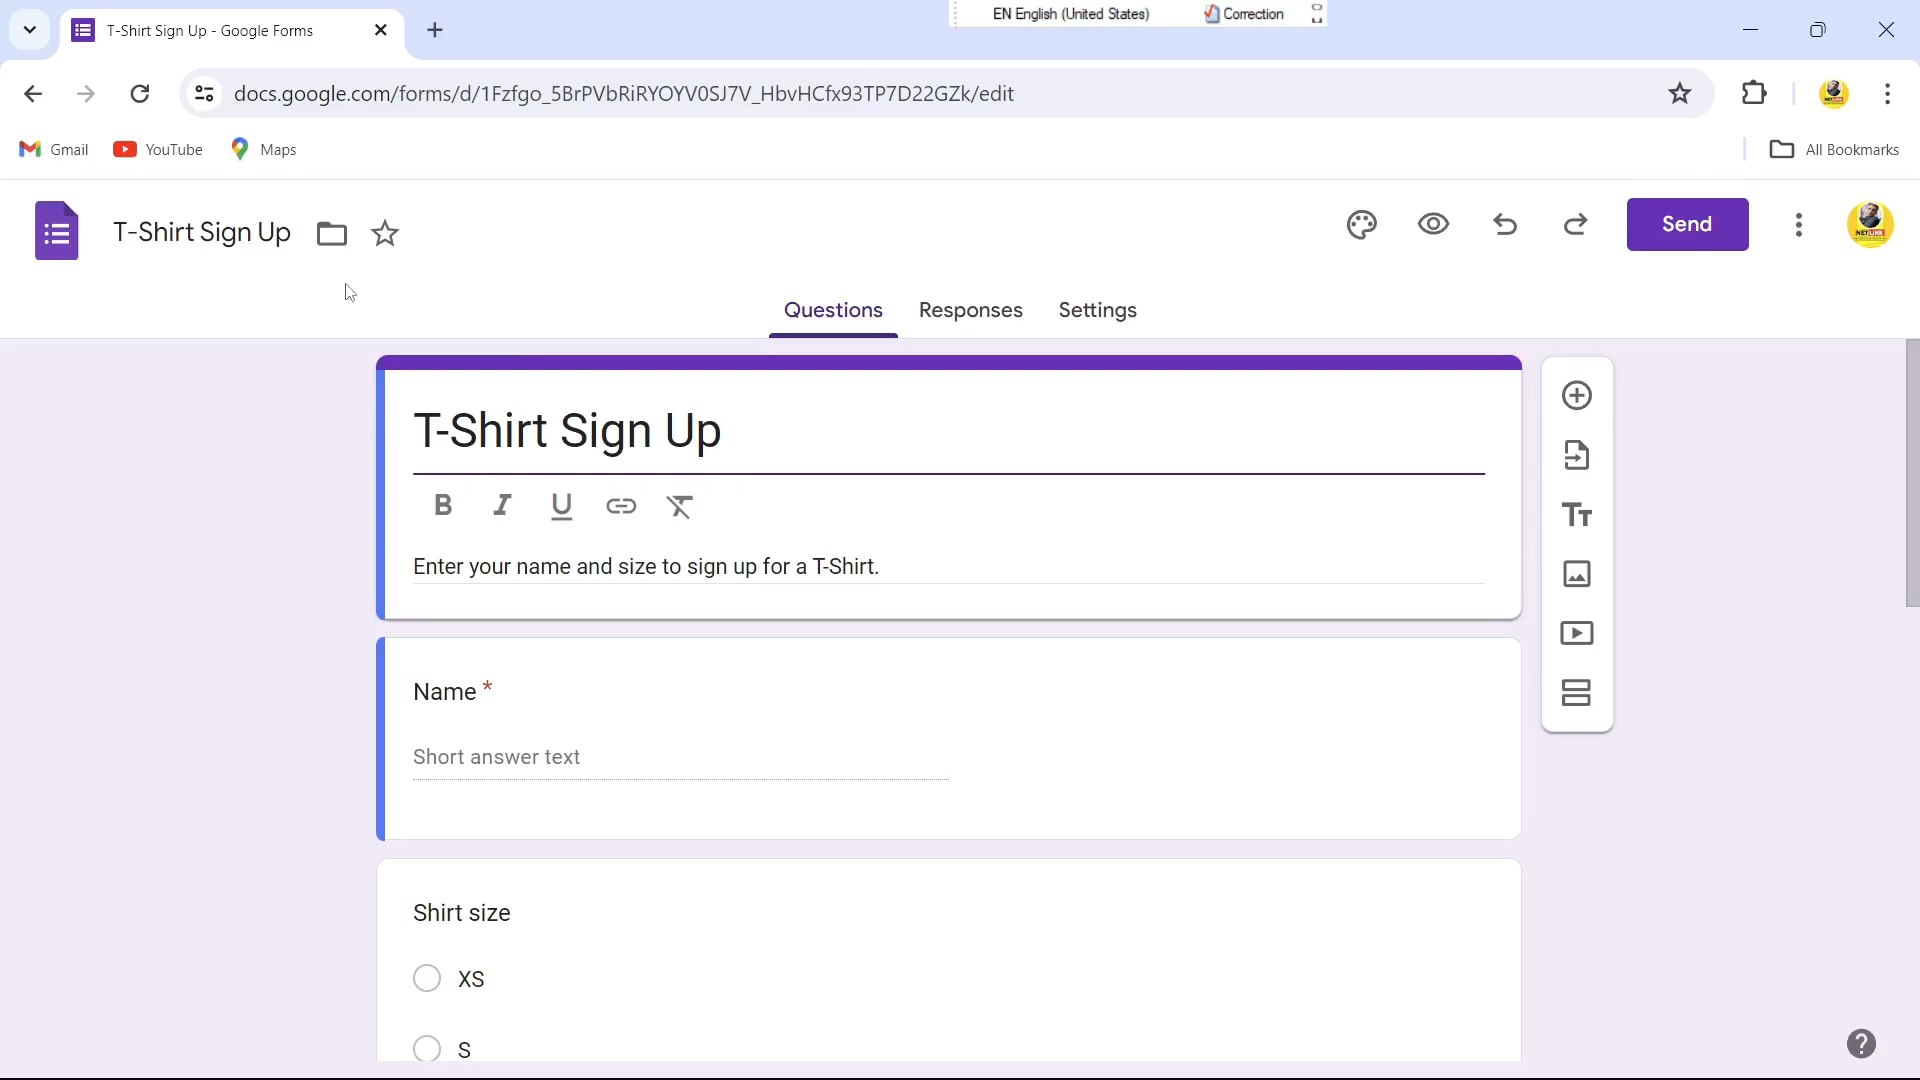 T-Shirt Sign Up - Google Forms
EN English (United States) Correction
docs.google.com/forms/d/1Fzfgo_5BrPVbRiRYOYV0SJ7V_HbvHCfx93TP7D22GZk/edit
Gmail YouTube Maps All Bookmarks
T-Shirt Sign Up Send
NETLINK
Questions Responses Settings
T-Shirt Sign Up
B I U
Enter your name and size to sign up for a T-Shirt.
Name *
Short answer text
Shirt size
XS
S